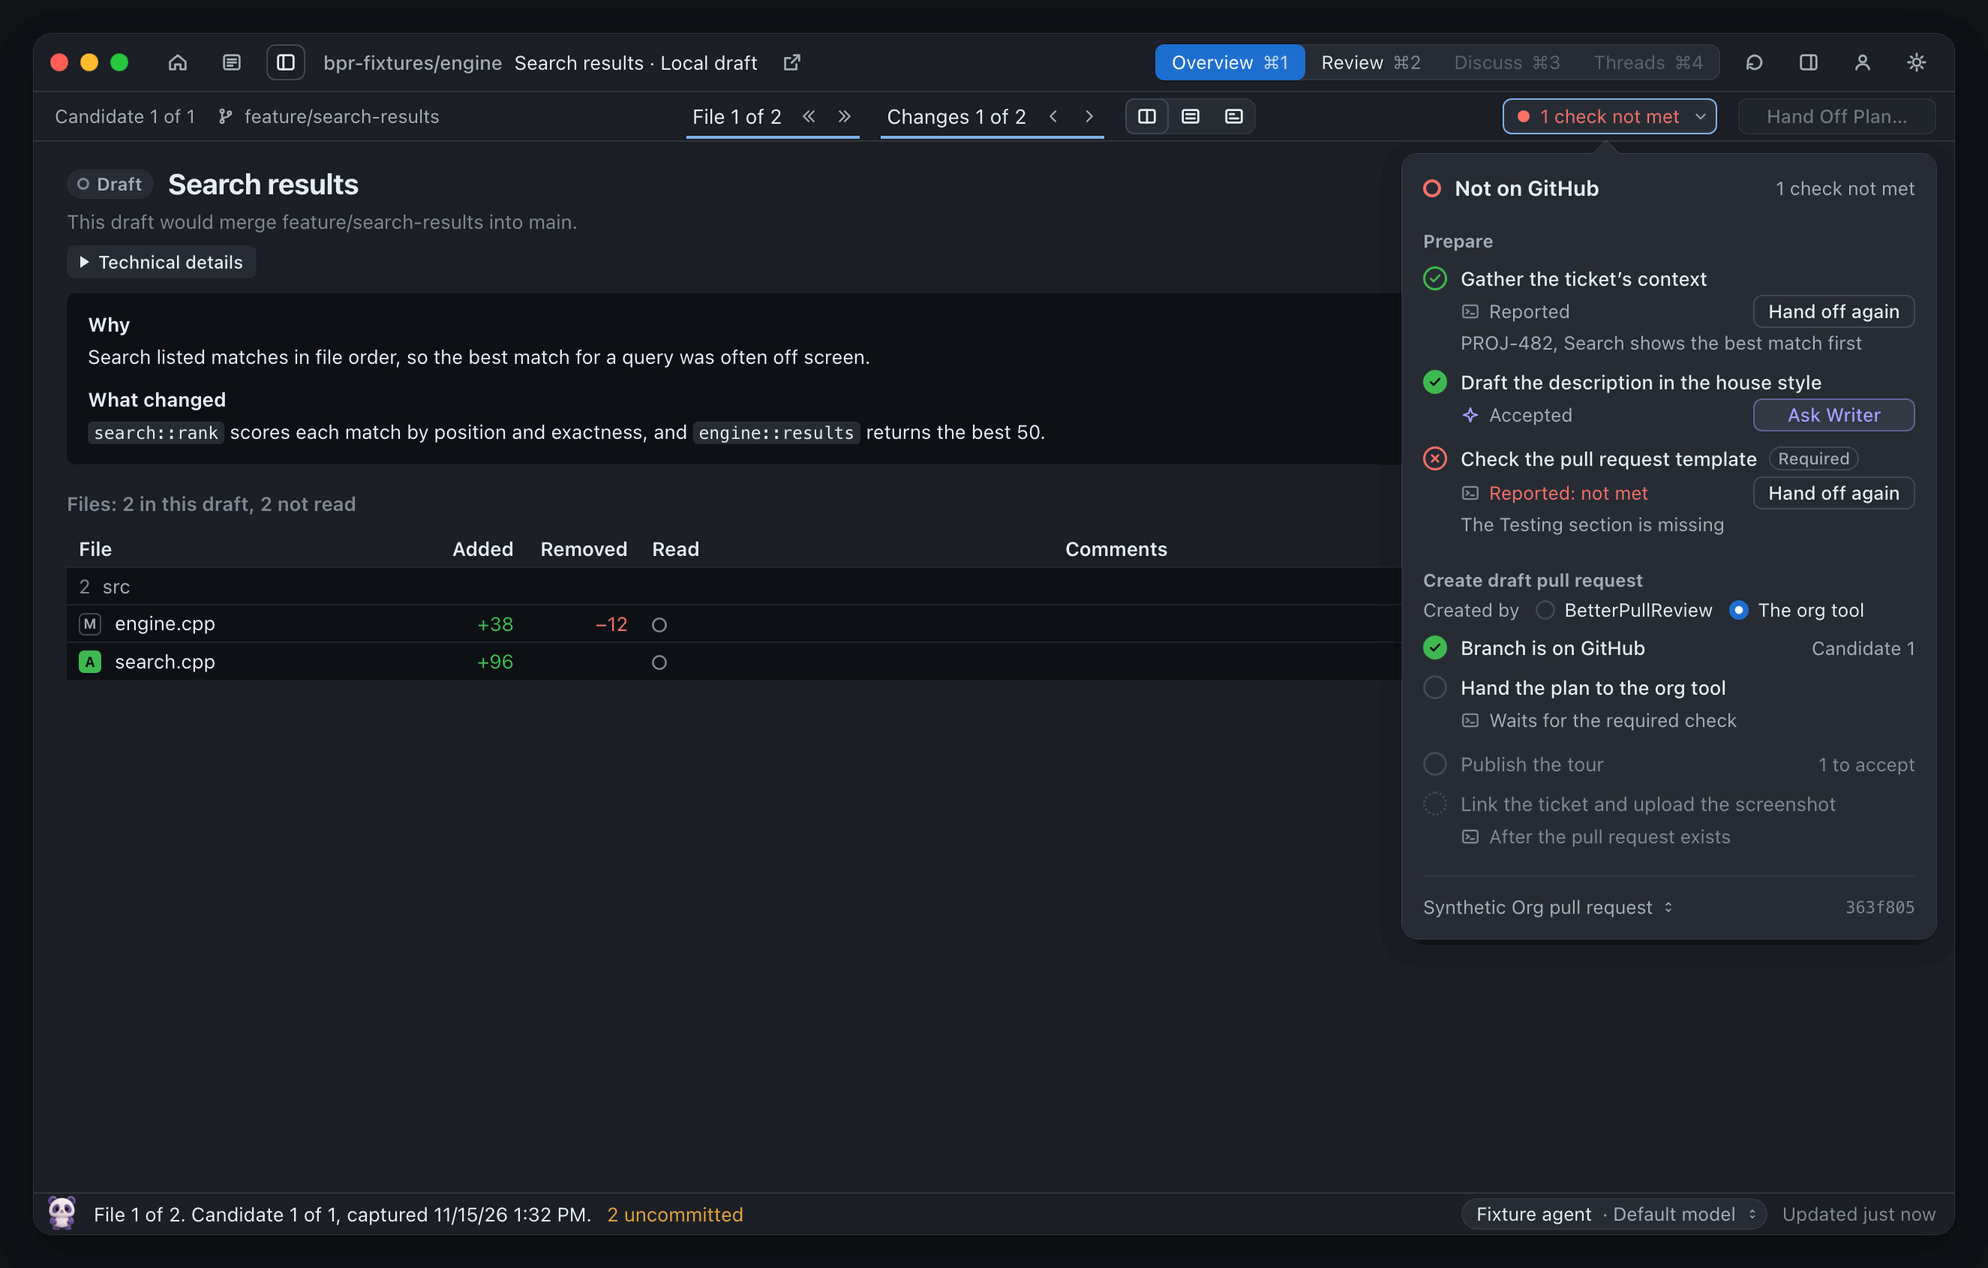 bpr-fixtures/engine Search results · Local draft
Overview ⌘1 Review ⌘2 Discuss ⌘3 Threads ⌘4
Candidate 1 of 1 feature/search-results
File 1 of 2
Changes 1 of 2
1 check not met
Hand Off Plan...
Draft Search results
This draft would merge feature/search-results into main.
Technical details
Why
Search listed matches in file order, so the best match for a query was often off screen.
What changed
search::rank scores each match by position and exactness, and engine::results returns the best 50.
Files: 2 in this draft, 2 not read
File Added Removed Read Comments
2 src
M engine.cpp +38 −12
A search.cpp +96
Not on GitHub 1 check not met
Prepare
Gather the ticket’s context
Reported Hand off again
PROJ-482, Search shows the best match first
Draft the description in the house style
Accepted Ask Writer
Check the pull request template Required
Reported: not met Hand off again
The Testing section is missing
Create draft pull request
Created by BetterPullReview The org tool
Branch is on GitHub Candidate 1
Hand the plan to the org tool
Waits for the required check
Publish the tour 1 to accept
Link the ticket and upload the screenshot
After the pull request exists
Synthetic Org pull request 363f805
File 1 of 2. Candidate 1 of 1, captured 11/15/26 1:32 PM. 2 uncommitted
Fixture agent · Default model Updated just now